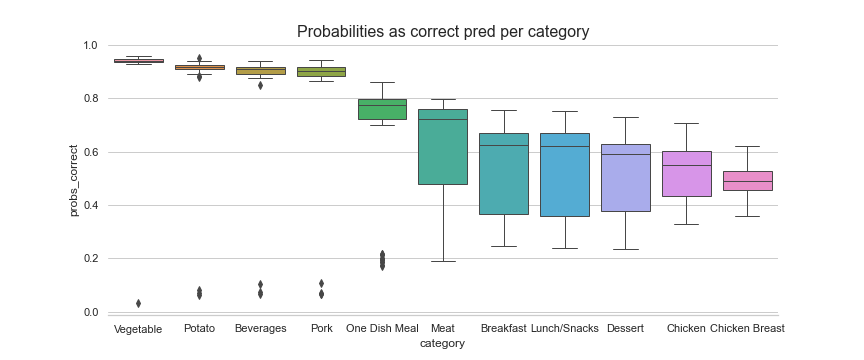 Probabilities as correct pred per category
probs_correct
1.0
0.8
0.6
0.4
0.2
0.0
Vegetable Potato Beverages Pork One Dish Meal Meat Breakfast Lunch/Snacks Dessert Chicken Chicken Breast
category